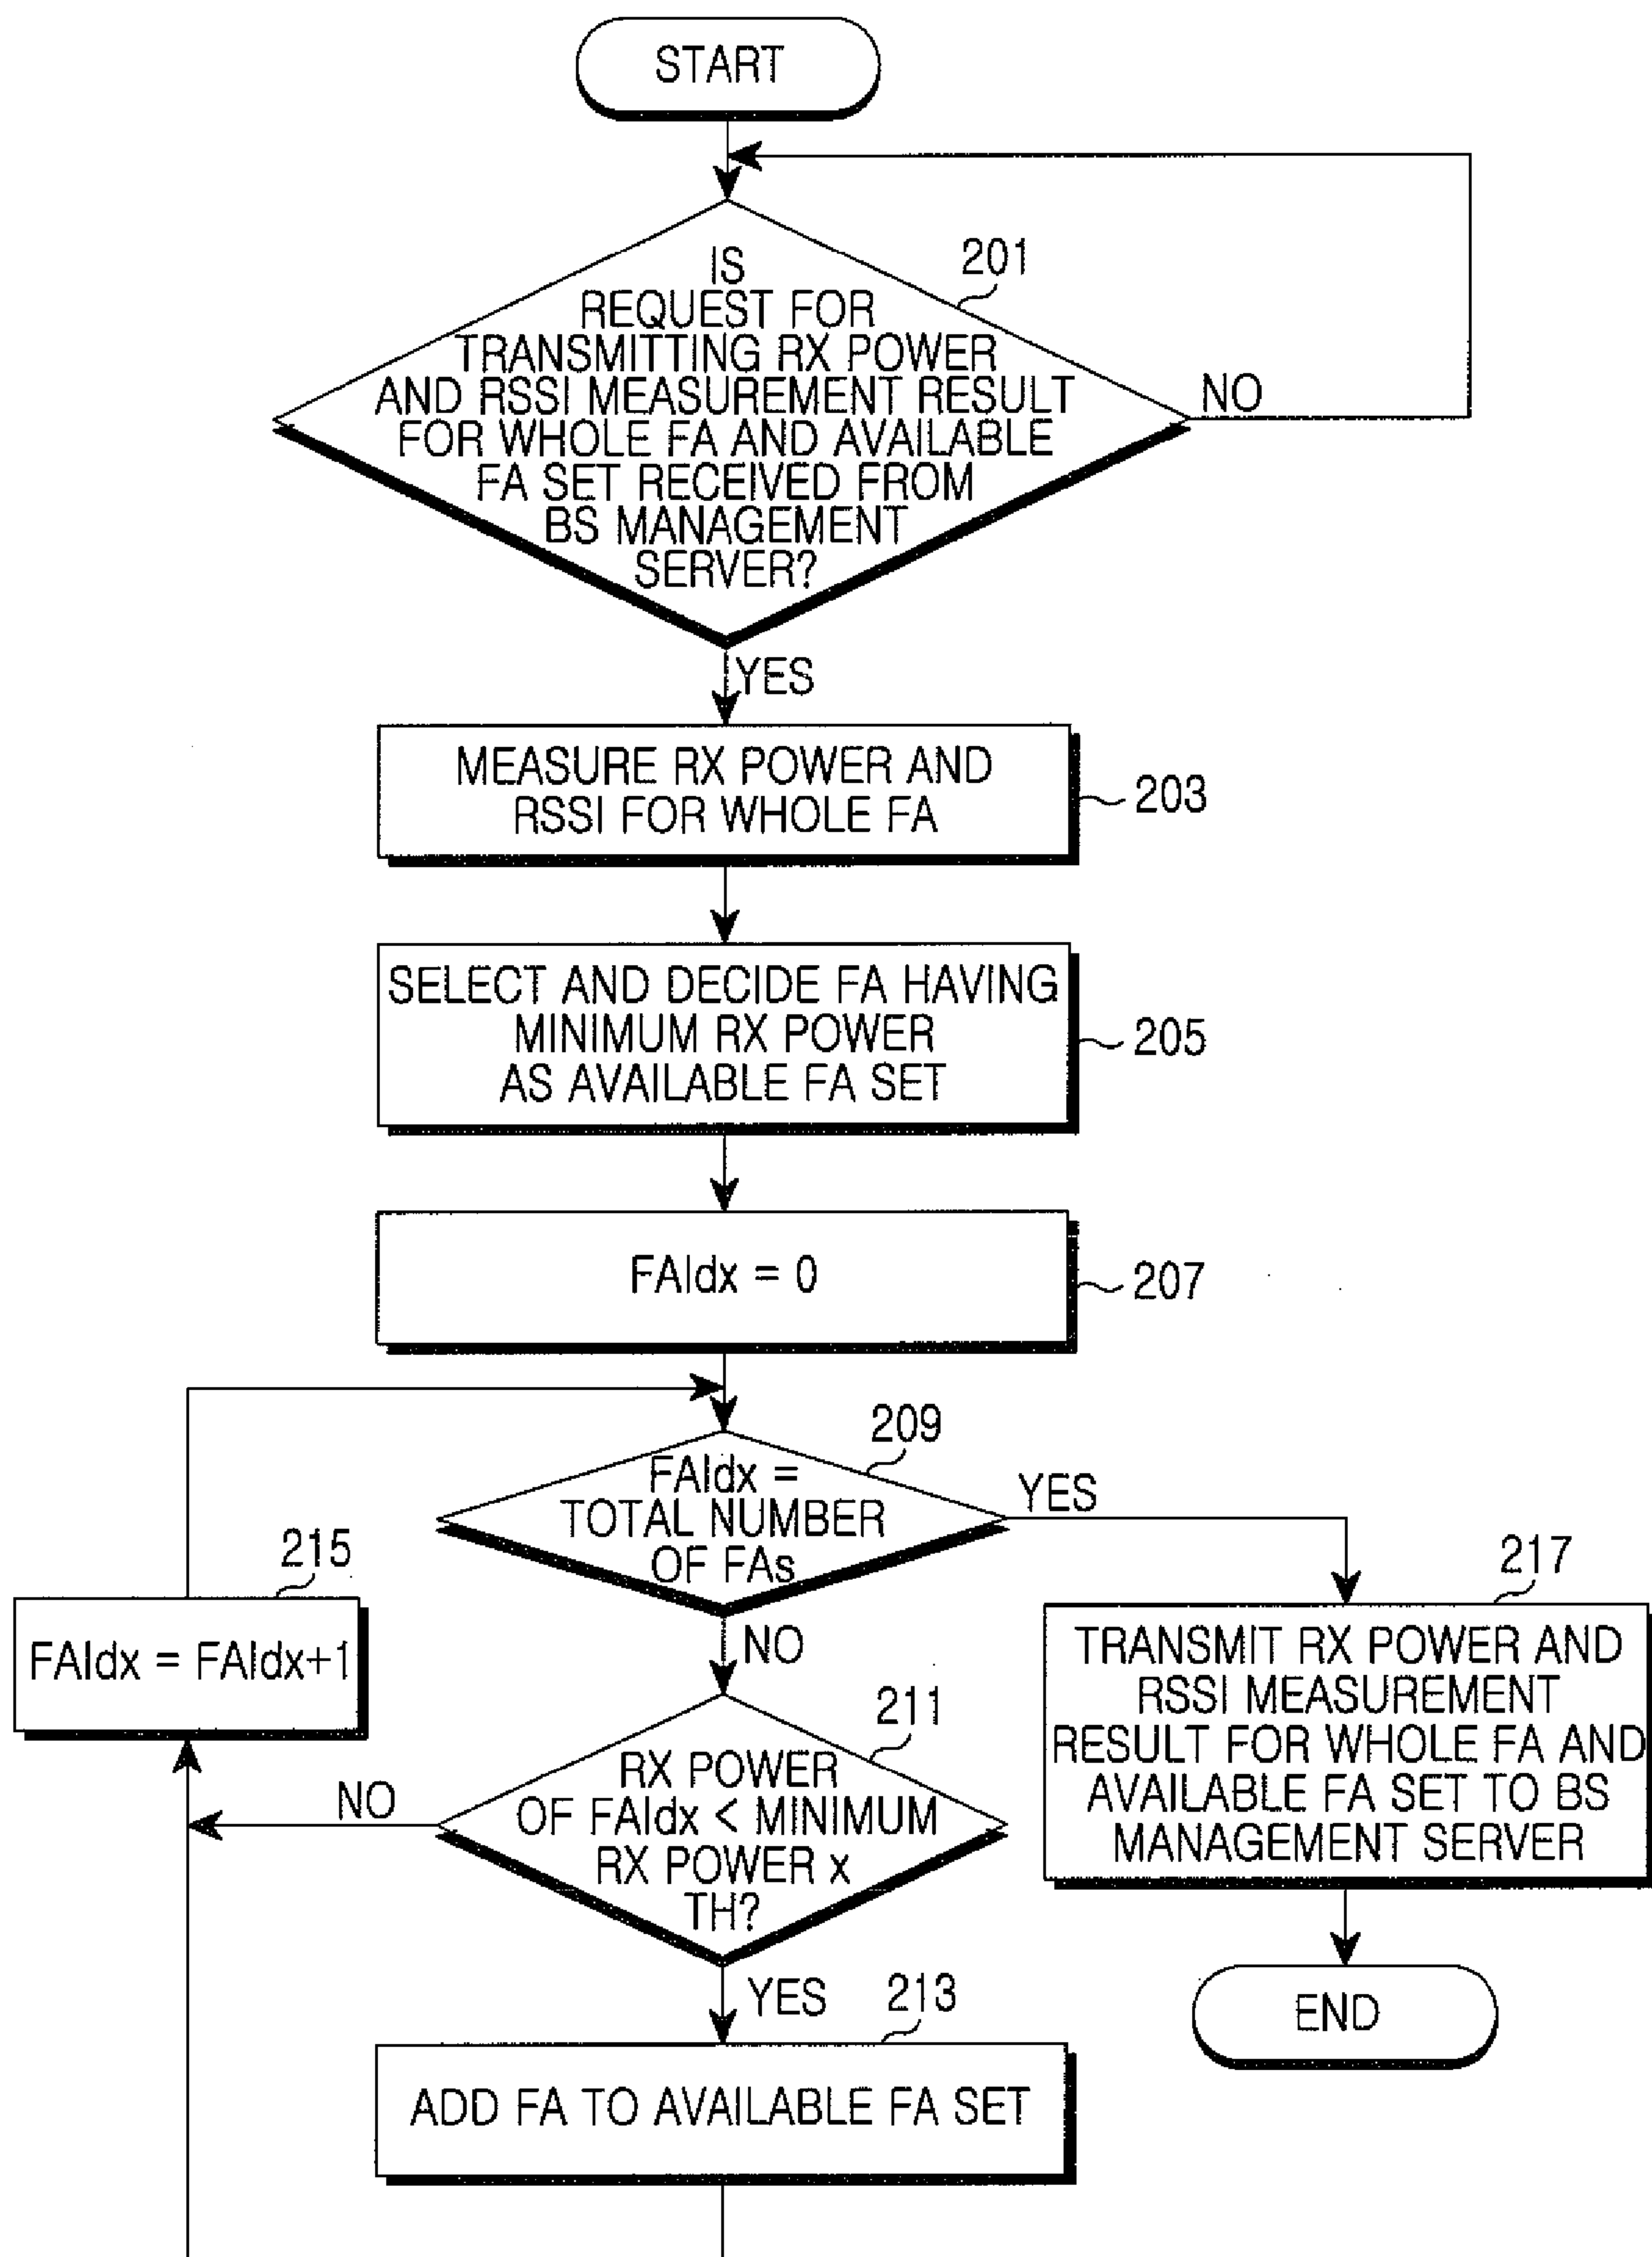 START
201
IS
REQUEST FOR
TRANSMITTING RX POWER
AND RSSI MEASUREMENT RESULT
FOR WHOLE FA AND AVAILABLE
FA SET RECEIVED FROM
BS MANAGEMENT
SERVER?
NO
YES
MEASURE RX POWER AND
RSSI FOR WHOLE FA
203
SELECT AND DECIDE FA HAVING
MINIMUM RX POWER
AS AVAILABLE FA SET
205
FAIdx = 0
207
209
FAIdx =
TOTAL NUMBER
OF FAs
YES
NO
215
FAIdx = FAIdx+1
217
TRANSMIT RX POWER AND
RSSI MEASUREMENT
RESULT FOR WHOLE FA AND
AVAILABLE FA SET TO BS
MANAGEMENT SERVER
211
RX POWER
OF FAIdx < MINIMUM
RX POWER x
TH?
NO
YES
213
ADD FA TO AVAILABLE FA SET
END